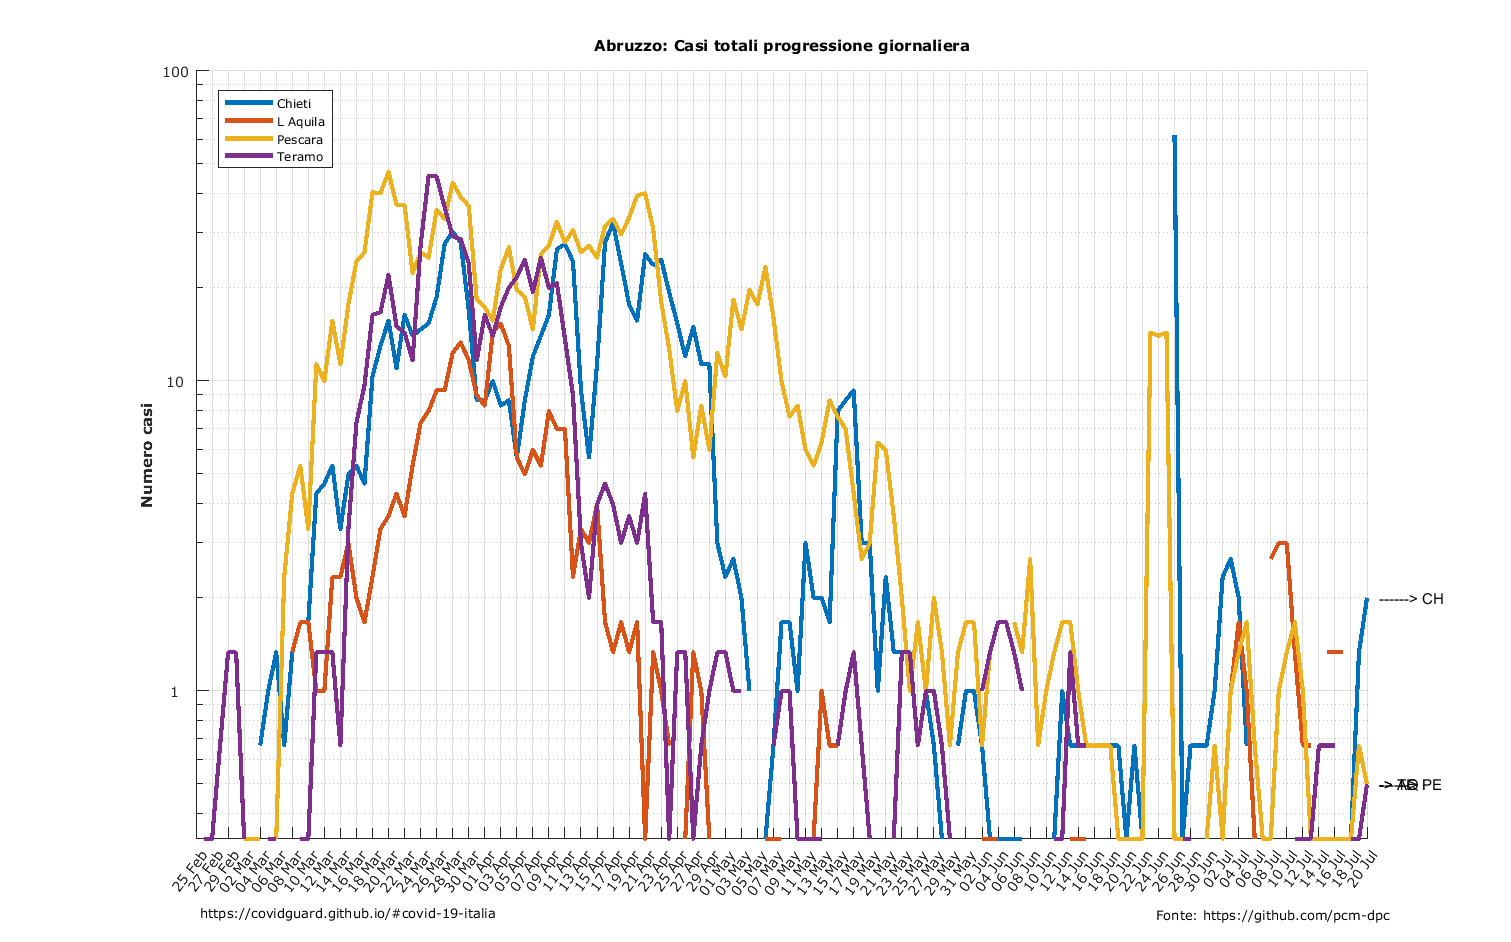 Abruzzo: Casi totali progressione giornaliera
100
10
1
Numero casi
Chieti
L Aquila
Pescara
Teramo
------> CH
PE
25 Feb
27 Feb
29 Feb
02 Mar
04 Mar
06 Mar
08 Mar
10 Mar
12 Mar
14 Mar
16 Mar
18 Mar
20 Mar
22 Mar
24 Mar
26 Mar
28 Mar
30 Mar
01 Apr
03 Apr
05 Apr
07 Apr
09 Apr
11 Apr
13 Apr
15 Apr
17 Apr
19 Apr
21 Apr
23 Apr
25 Apr
27 Apr
29 Apr
01 May
03 May
05 May
07 May
09 May
11 May
13 May
15 May
17 May
19 May
21 May
23 May
25 May
27 May
29 May
31 May
02 Jun
04 Jun
06 Jun
08 Jun
10 Jun
12 Jun
14 Jun
16 Jun
18 Jun
20 Jun
22 Jun
24 Jun
26 Jun
28 Jun
30 Jun
02 Jul
04 Jul
06 Jul
08 Jul
10 Jul
12 Jul
14 Jul
16 Jul
18 Jul
20 Jul
https://covidguard.github.io/#covid-19-italia
Fonte: https://github.com/pcm-dpc